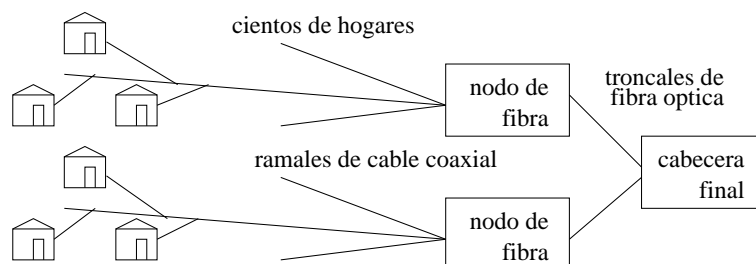 cientos de hogares
nodo de
fibra
troncales de
fibra optica
ramales de cable coaxial
cabecera
final
nodo de
fibra